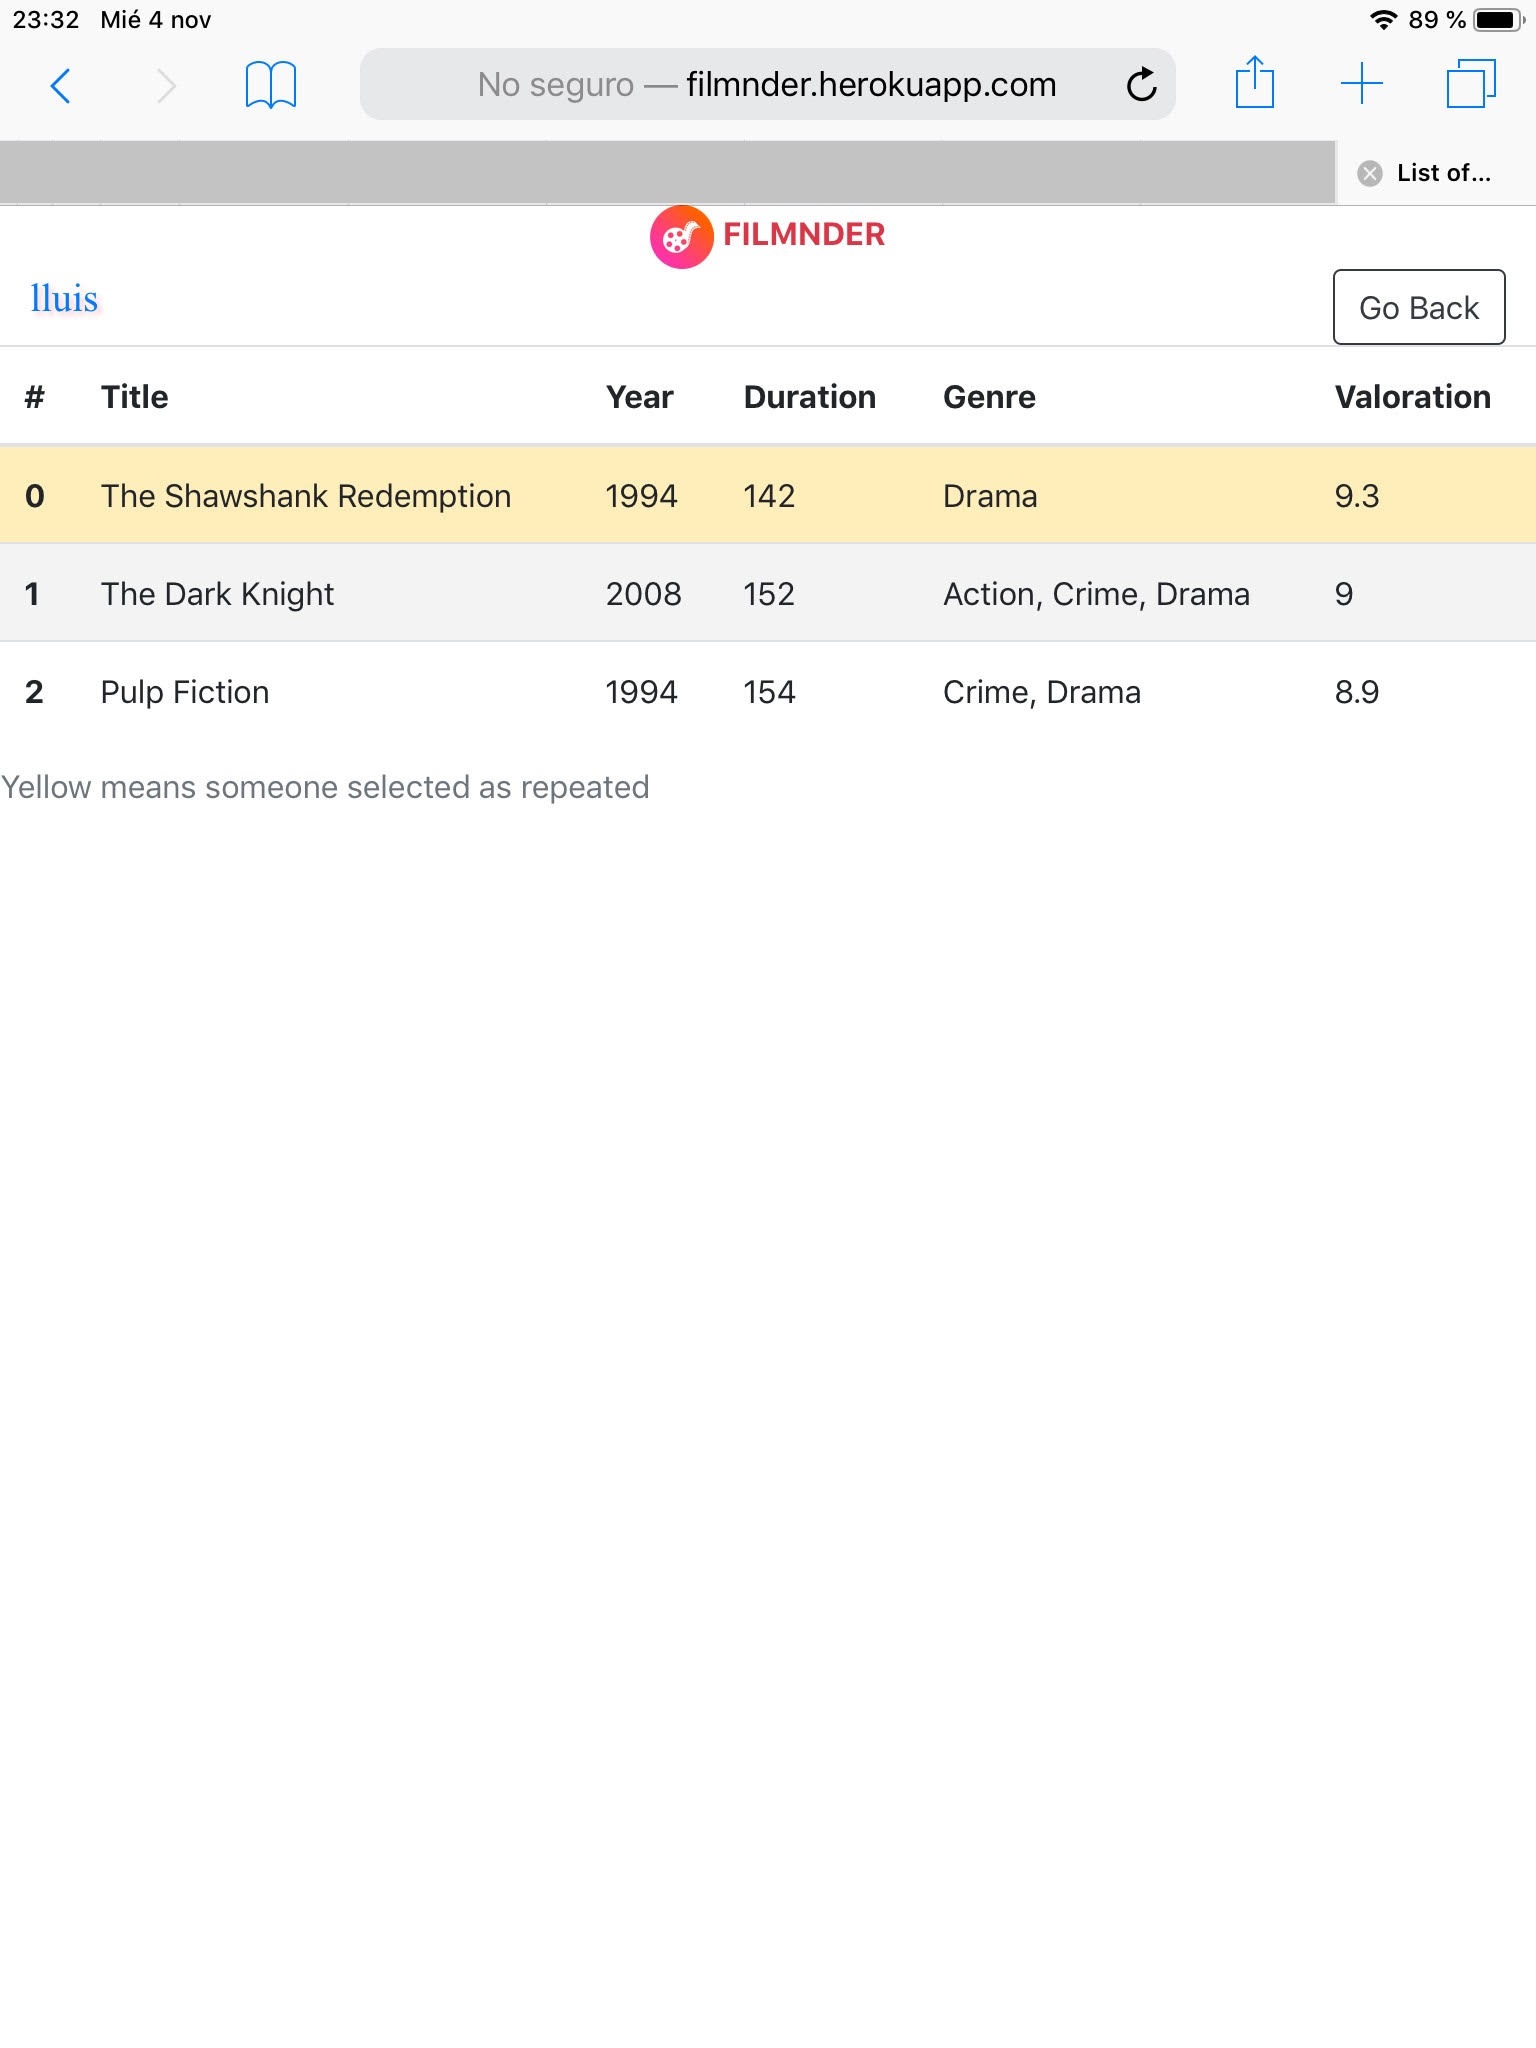 23:32 Mié 4 nov 89 %
No seguro — filmnder.herokuapp.com
List of...
FILMNDER
lluis
Go Back
# Title Year Duration Genre Valoration
0 The Shawshank Redemption 1994 142 Drama 9.3
1 The Dark Knight 2008 152 Action, Crime, Drama 9
2 Pulp Fiction 1994 154 Crime, Drama 8.9
Yellow means someone selected as repeated